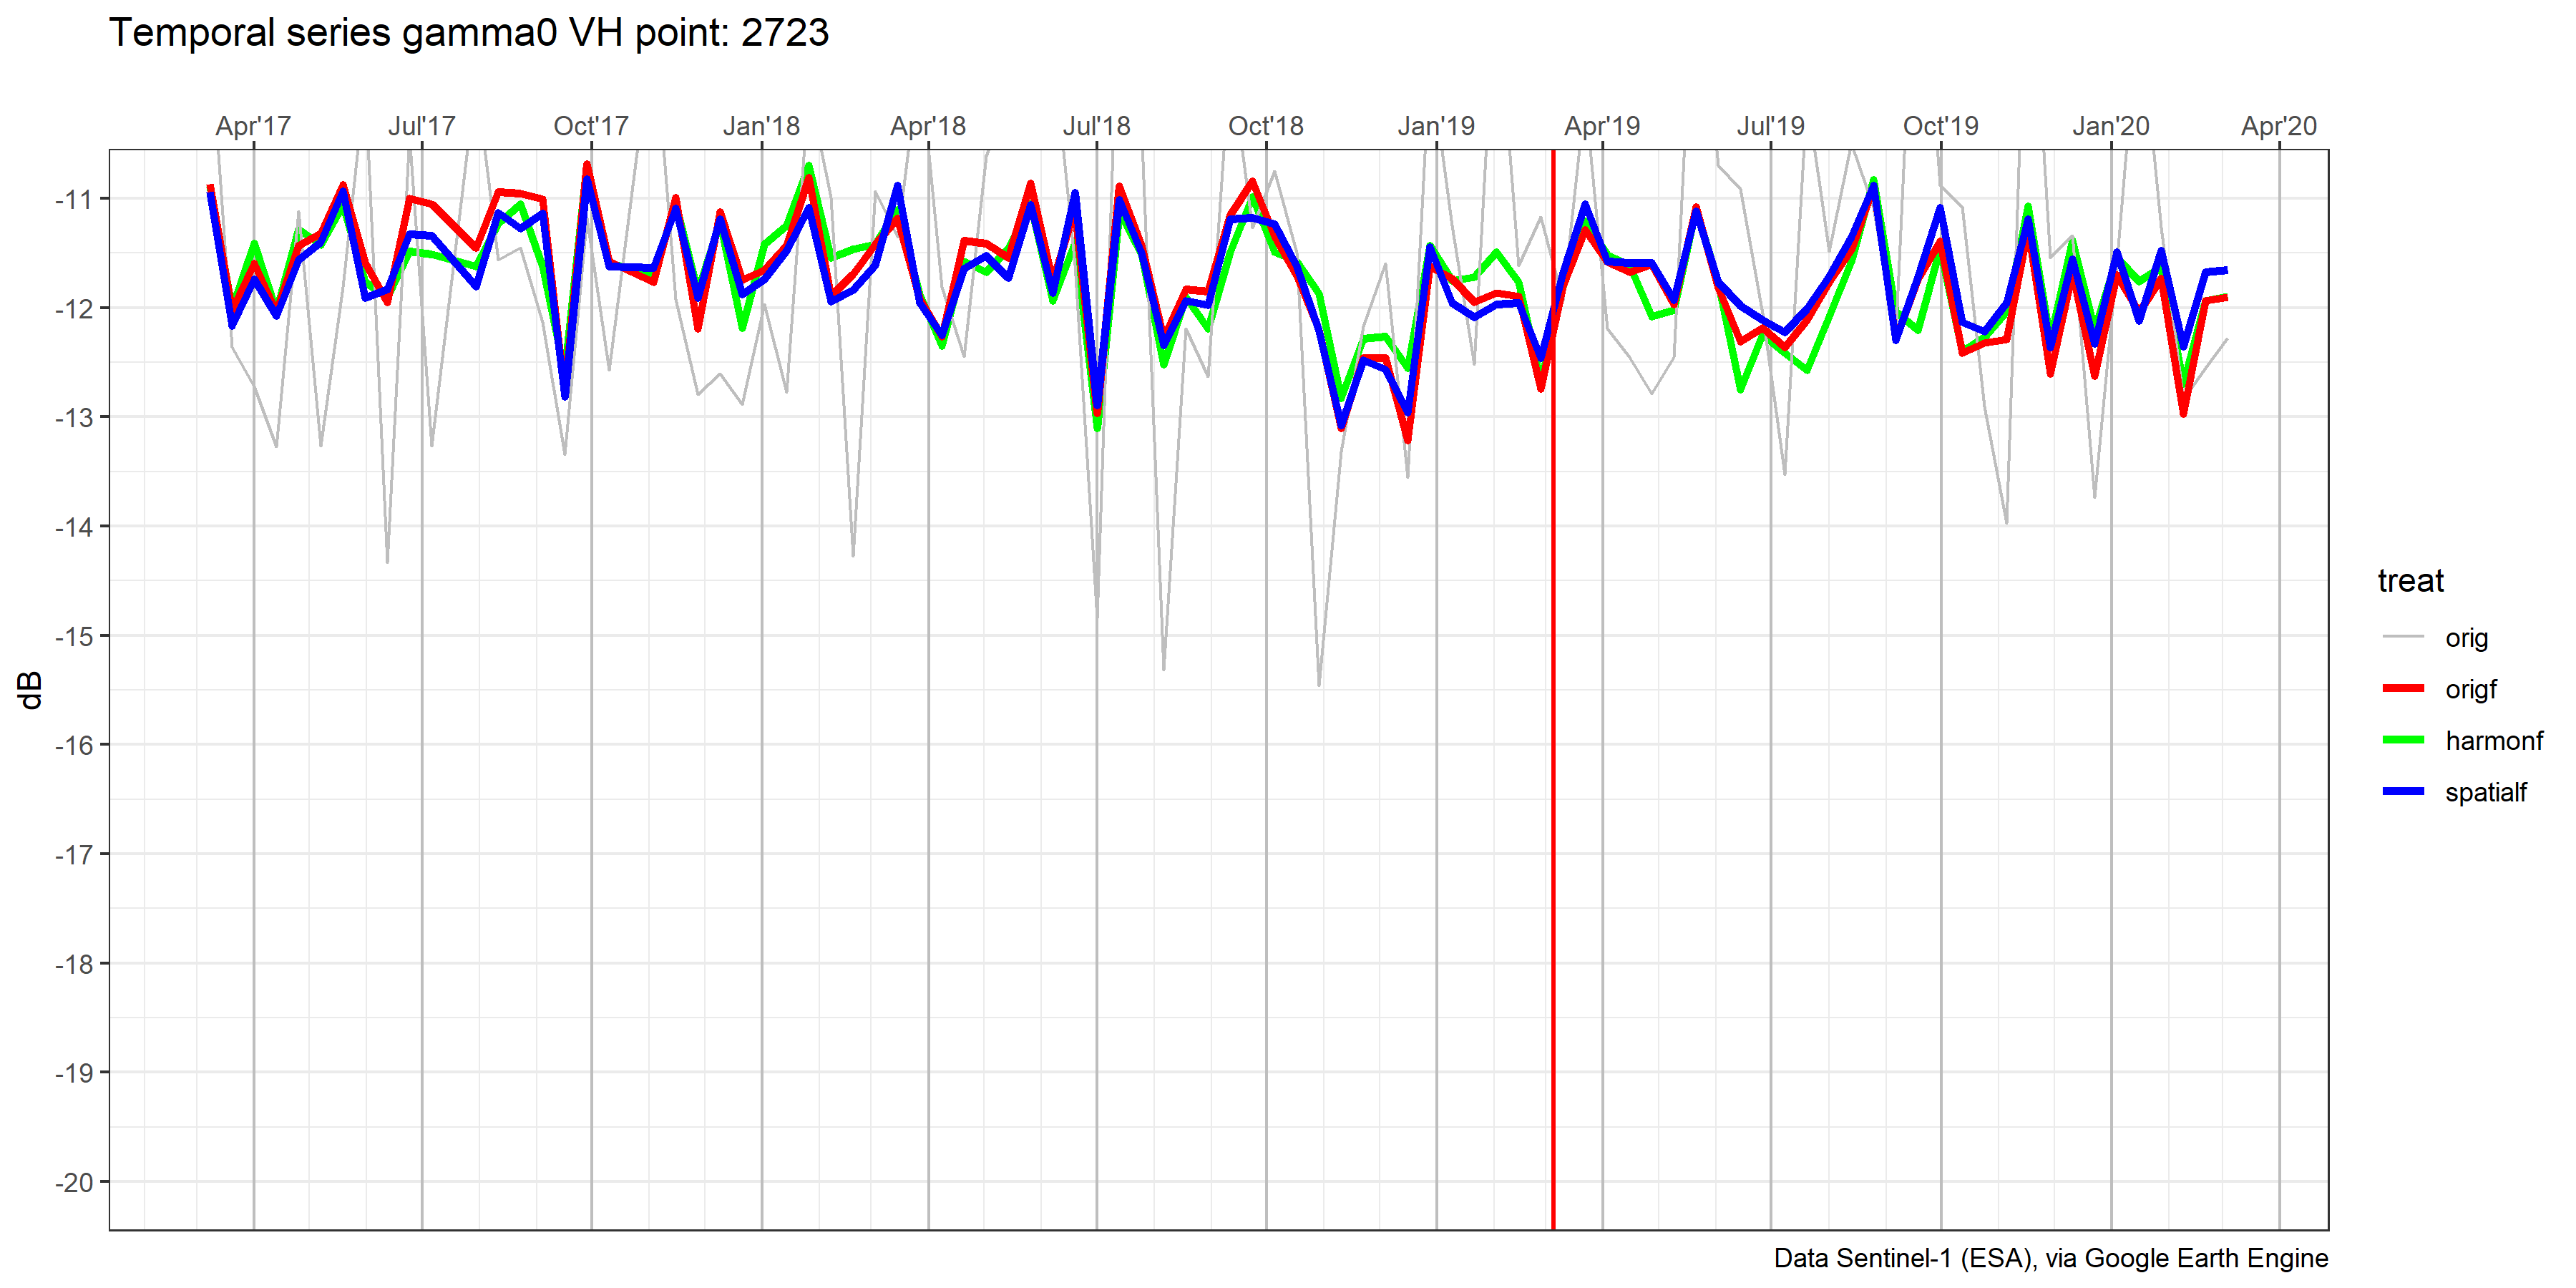 Temporal series gamma0 VH point: 2723
Apr'17 Jul'17 Oct'17 Jan'18 Apr'18 Jul'18 Oct'18 Jan'19 Apr'19 Jul'19 Oct'19 Jan'20 Apr'20
-11
-12
-13
-14
-15
-16
-17
-18
-19
-20
dB
treat
orig
origf
harmonf
spatialf
Data Sentinel-1 (ESA), via Google Earth Engine